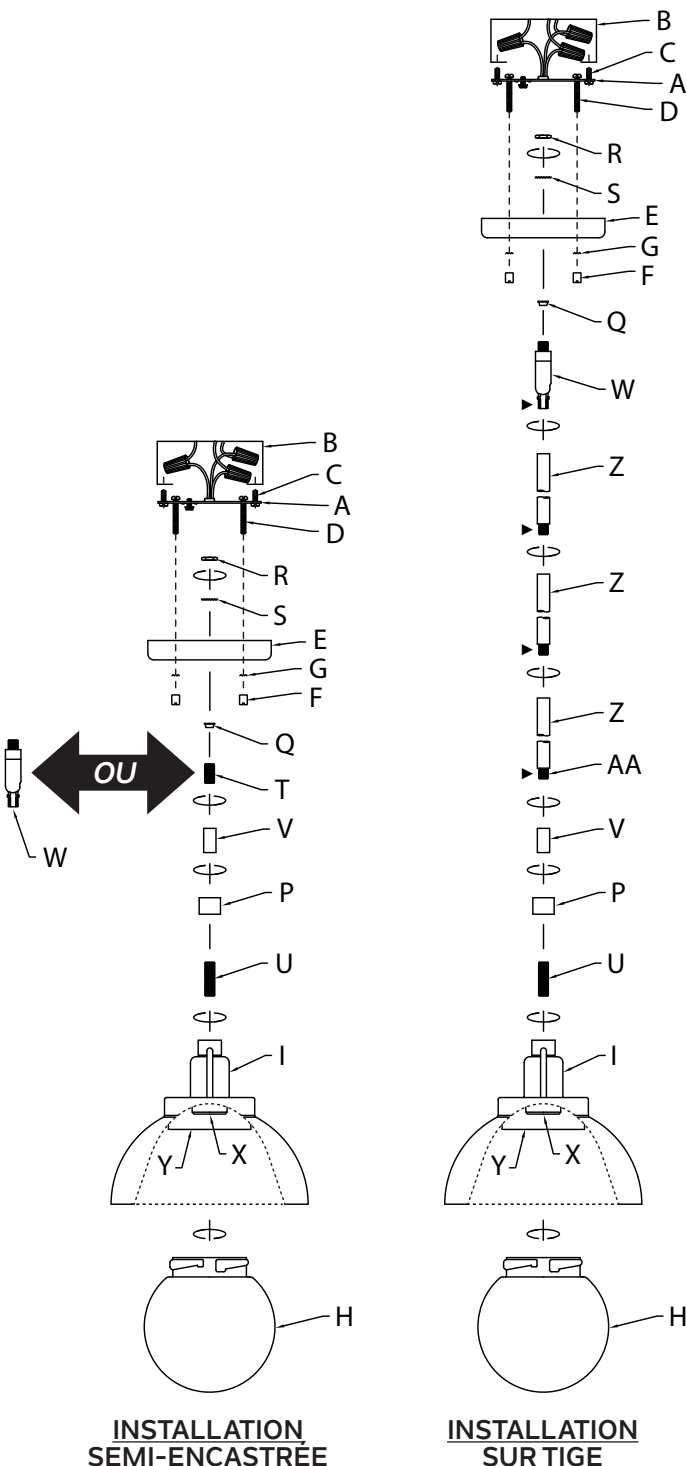 B
C
A
D
R
S
E
G
F
Q
W
Z
Z
Z
AA
V
P
U
I
Y
X
H
INSTALLATION
SUR TIGE
B
C
A
D
R
S
E
G
F
Q
OU
T
W
V
P
U
I
Y
X
H
INSTALLATION
SEMI-ENCASTRÉE